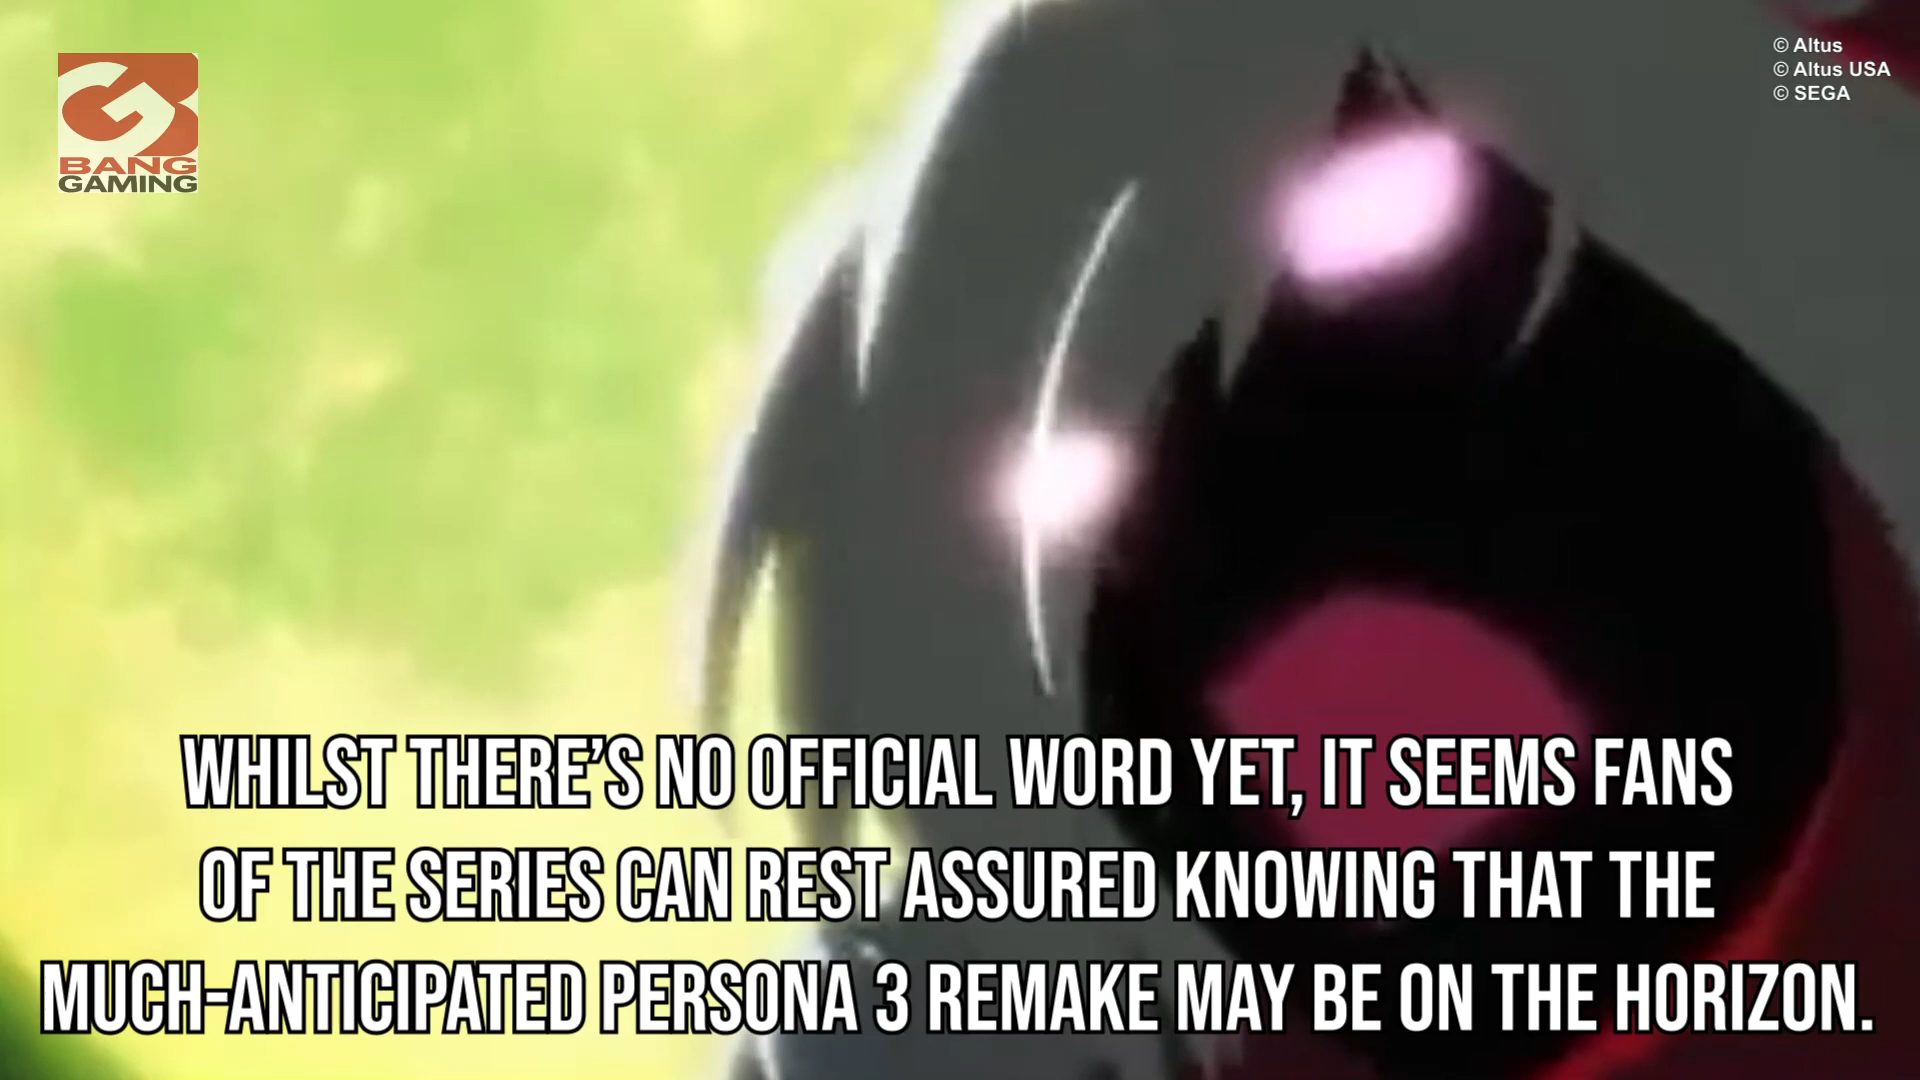 BANG
GAMING
© Altus
© Altus USA
© SEGA
WHILST THERE’S NO OFFICIAL WORD YET, IT SEEMS FANS
OF THE SERIES CAN REST ASSURED KNOWING THAT THE
MUCH-ANTICIPATED PERSONA 3 REMAKE MAY BE ON THE HORIZON.